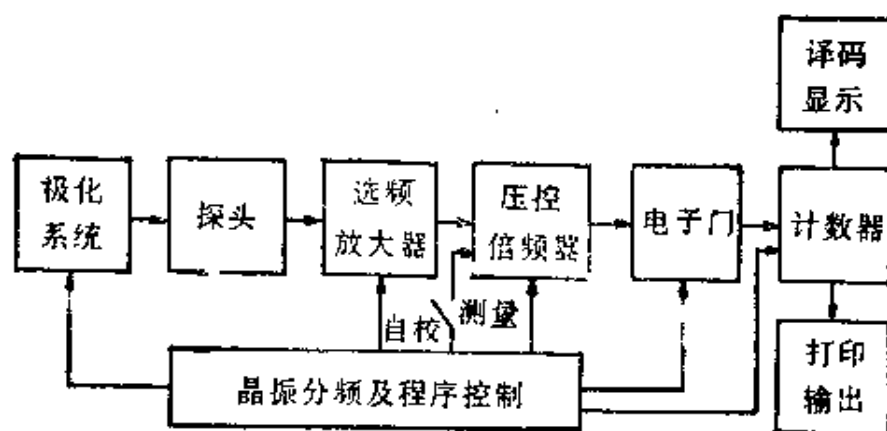 译码
显示
极化
系统
探头
选频
放大器
压控
倍频器
电子门
计数器
自校
测量
晶振分频及程序控制
打印
输出